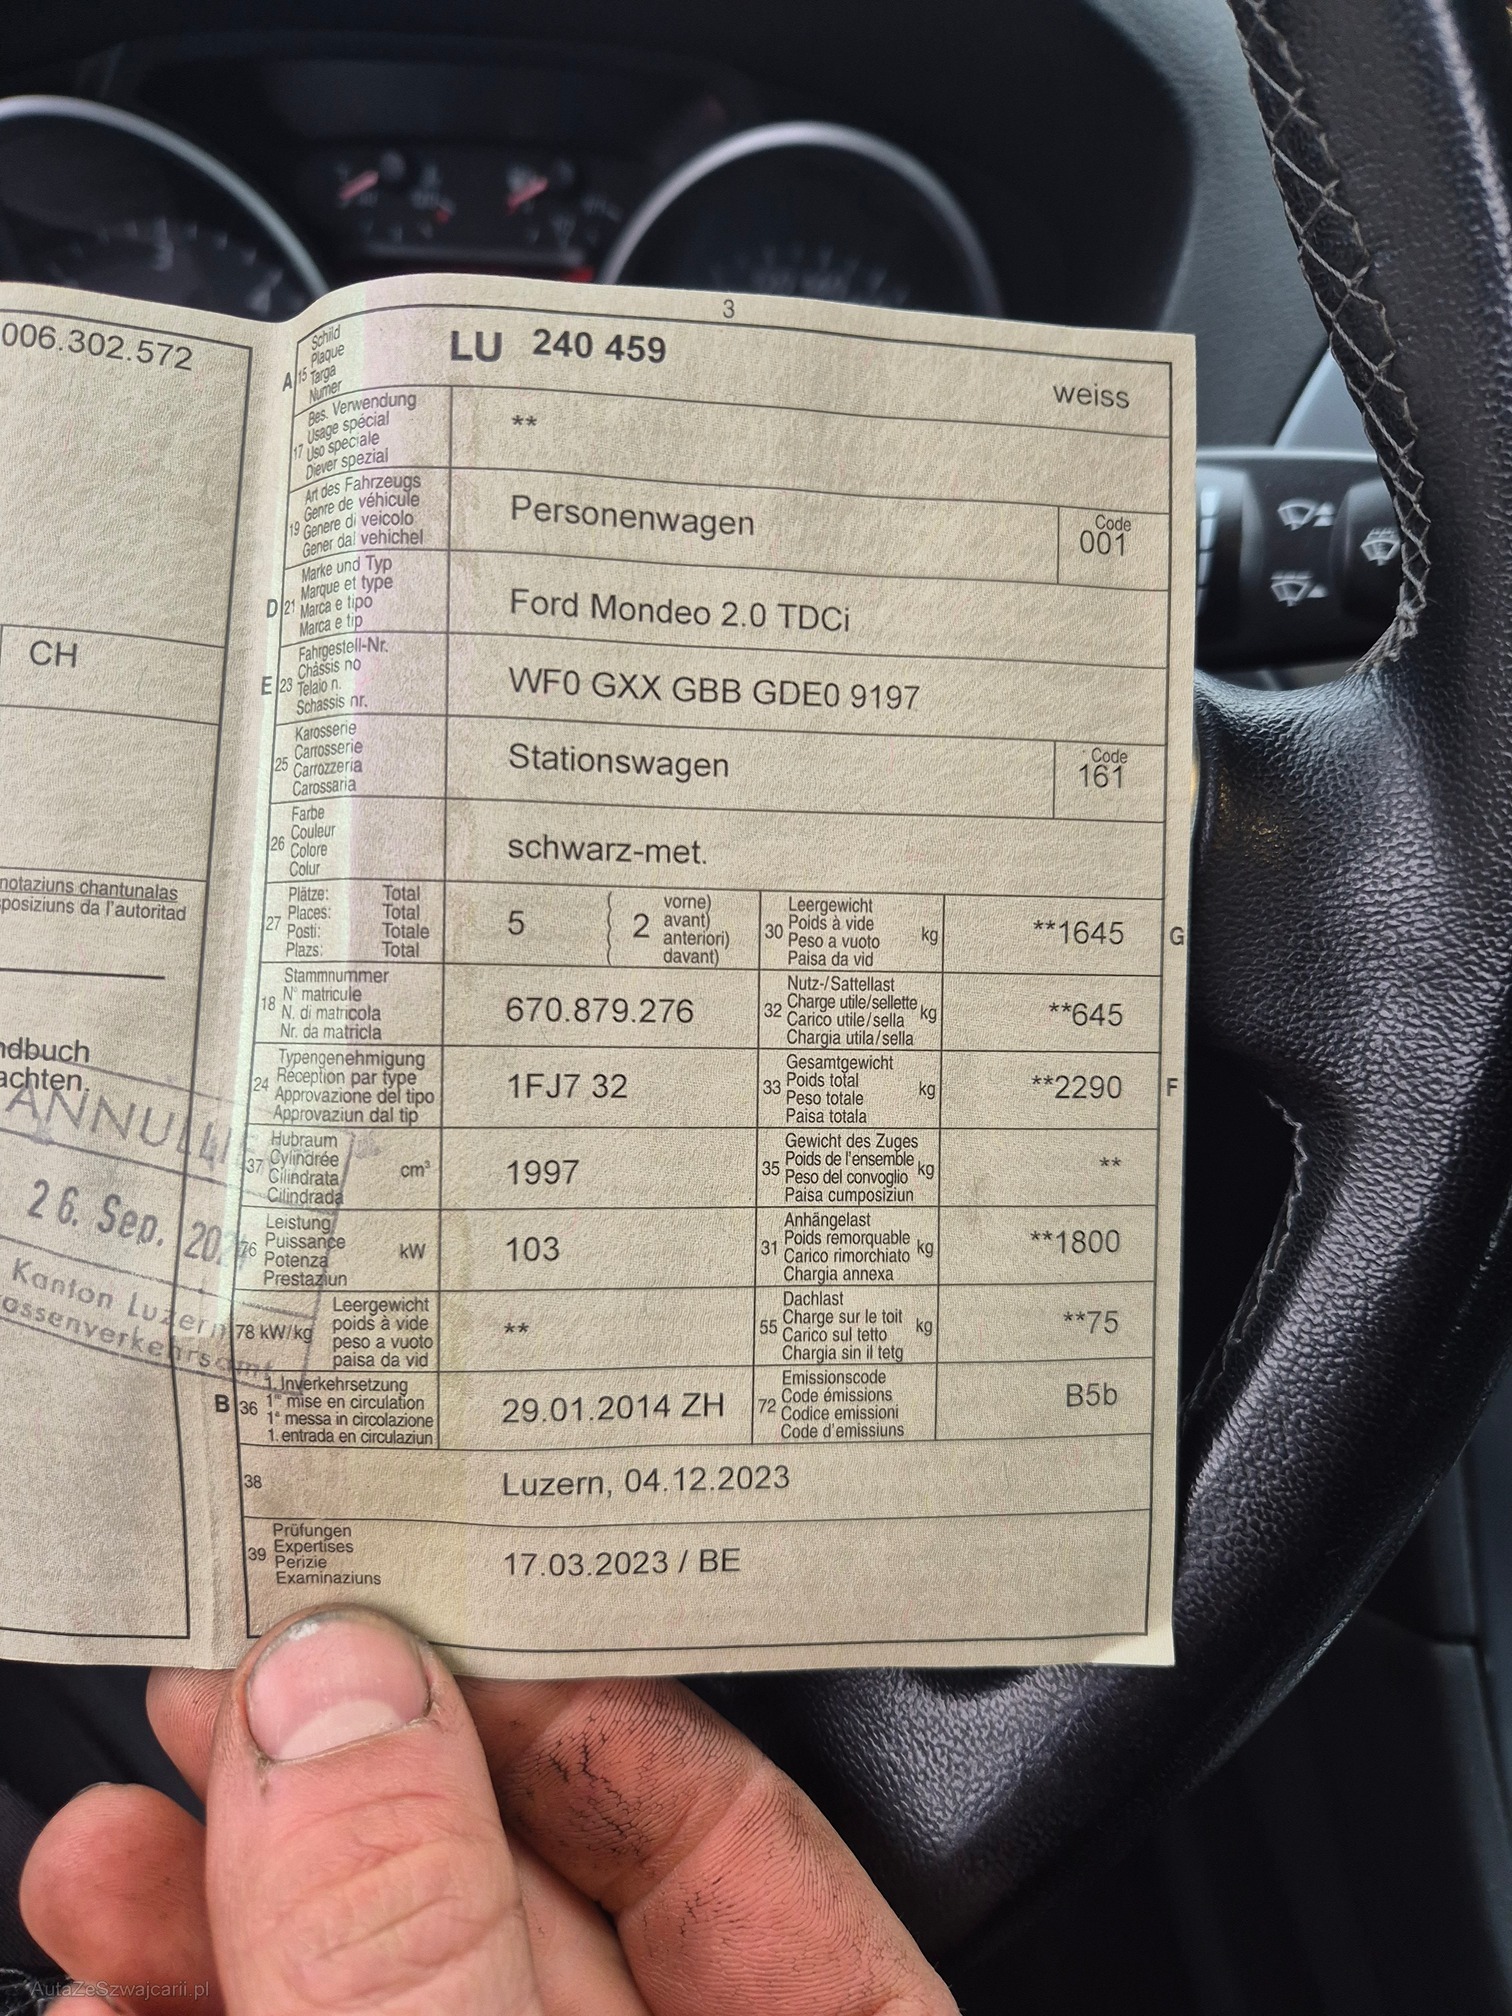 006.302.572
CH
notaziuns chantunalas
posiziuns da l'autoritad
ndbuch
achten.
ANNULLI
26. Sep. 20
Kanton Luzern
assenverkehrsamt
3
A 15 Schild
Plaque
Targa
Numer
LU 240 459
weiss
17 Bes. Verwendung
Usage spécial
Uso speciale
Diever spezial
**
19 Art des Fahrzeugs
Genre de véhicule
Genere di veicolo
Gener dal vehichel
Personenwagen
Code
001
D 21 Marke und Typ
Marque et type
Marca e tipo
Marca e tip
Ford Mondeo 2.0 TDCi
E 23 Fahrgestell-Nr.
Châssis no
Telaio n.
Schassis nr.
WF0 GXX GBB GDE0 9197
25 Karosserie
Carrosserie
Carrozzeria
Carossaria
Stationswagen
Code
161
26 Farbe
Couleur
Colore
Colur
schwarz-met.
27 Plätze: Total
Places: Total
Posti: Totale
Plazs: Total
5
2
vorne)
avant)
anteriori)
davant)
30 Leergewicht
Poids à vide
Peso a vuoto
Paisa da vid
kg
**1645
G
18 Stammnummer
N° matricule
N. di matricola
Nr. da matricla
670.879.276
32 Nutz-/Sattellast
Charge utile/sellette
Carico utile/sella
Chargia utila/sella
kg
**645
24 Typengenehmigung
Réception par type
Approvazione del tipo
Approvaziun dal tip
1FJ7 32
33 Gesamtgewicht
Poids total
Peso totale
Paisa totala
kg
**2290
F
37 Hubraum
Cylindrée
Cilindrata
Cilindrada
cm³
1997
35 Gewicht des Zuges
Poids de l'ensemble
Peso del convoglio
Paisa cumposiziun
kg
**
76 Leistung
Puissance
Potenza
Prestaziun
kW
103
31 Anhängelast
Poids remorquable
Carico rimorchiato
Chargia annexa
kg
**1800
78 kW/kg
Leergewicht
poids à vide
peso a vuoto
paisa da vid
**
55 Dachlast
Charge sur le toit
Carico sul tetto
Chargia sin il tetg
kg
**75
B 36 1. Inverkehrsetzung
1re mise en circulation
1a messa in circolazione
1. entrada en circulaziun
29.01.2014 ZH
72 Emissionscode
Code émissions
Codice emissioni
Code d'emissiuns
B5b
38
Luzern, 04.12.2023
39 Prüfungen
Expertises
Perizie
Examinaziuns
17.03.2023 / BE
AutaZeSzwajcarii.pl